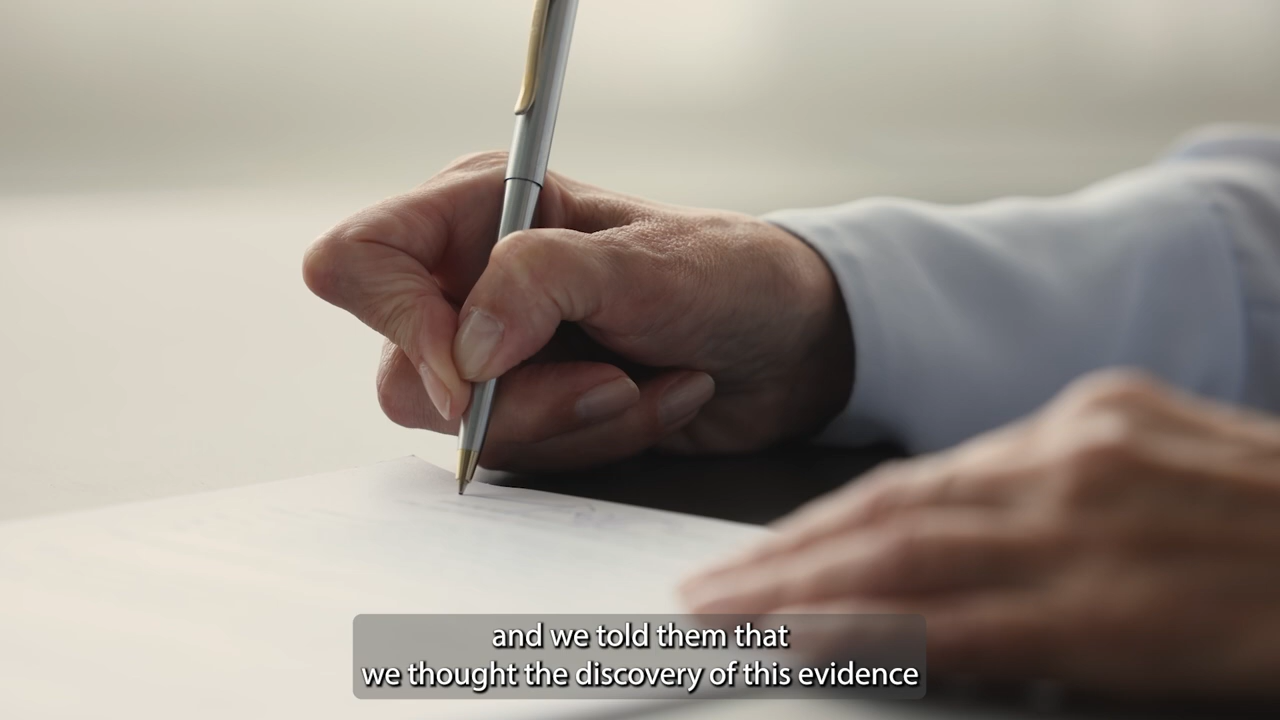 and we told them that
we thought the discovery of this evidence